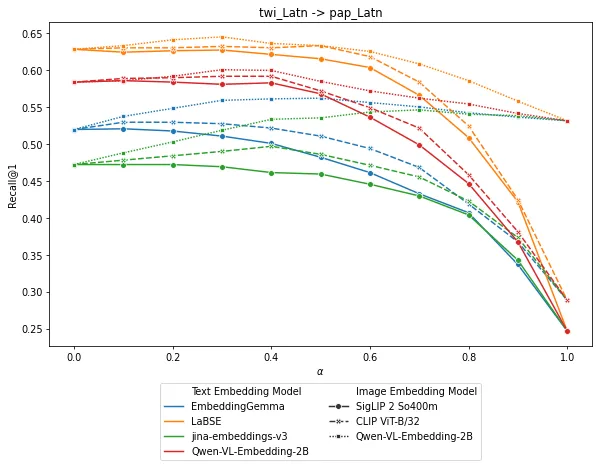 twi_Latn -> pap_Latn
Recall@1
0.65
0.60
0.55
0.50
0.45
0.40
0.35
0.30
0.25
0.0 0.2 0.4 0.6 0.8 1.0
α
Text Embedding Model
EmbeddingGemma
LaBSE
jina-embeddings-v3
Qwen-VL-Embedding-2B
Image Embedding Model
SigLIP 2 So400m
CLIP ViT-B/32
Qwen-VL-Embedding-2B